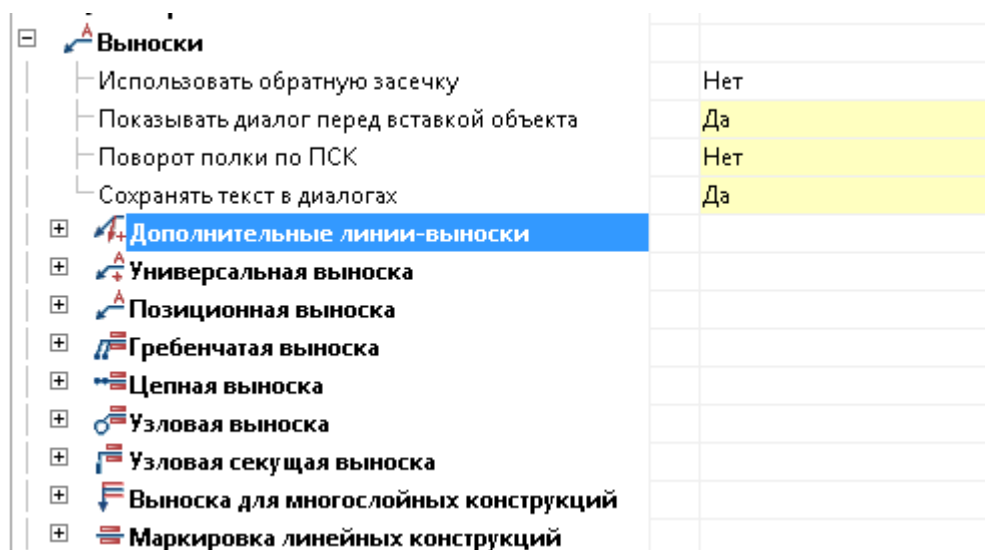 Выноски
Использовать обратную засечку Нет
Показывать диалог перед вставкой объекта Да
Поворот полки по ПСК Нет
Сохранять текст в диалогах Да
Дополнительные линии-выноски
Универсальная выноска
Позиционная выноска
Гребенчатая выноска
Цепная выноска
Узловая выноска
Узловая секущая выноска
Выноска для многослойных конструкций
Маркировка линейных конструкций